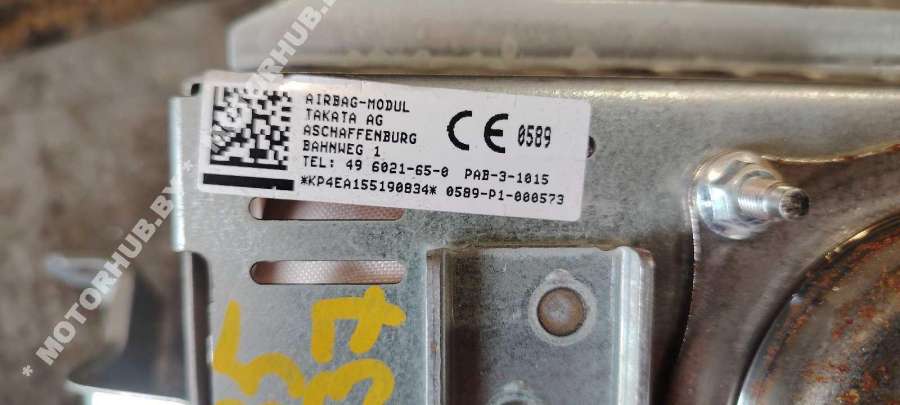 AIRBAG-MODUL
TAKATA AG
ASCHAFFENBURG
BAHNWEG 1
TEL: 49 6021-65-0 PAB-3-1015
*KP4EA155190834* 0589-P1-000573
CE 0589
* MOTORHUB.BY *
* MOTORHUB.BY *